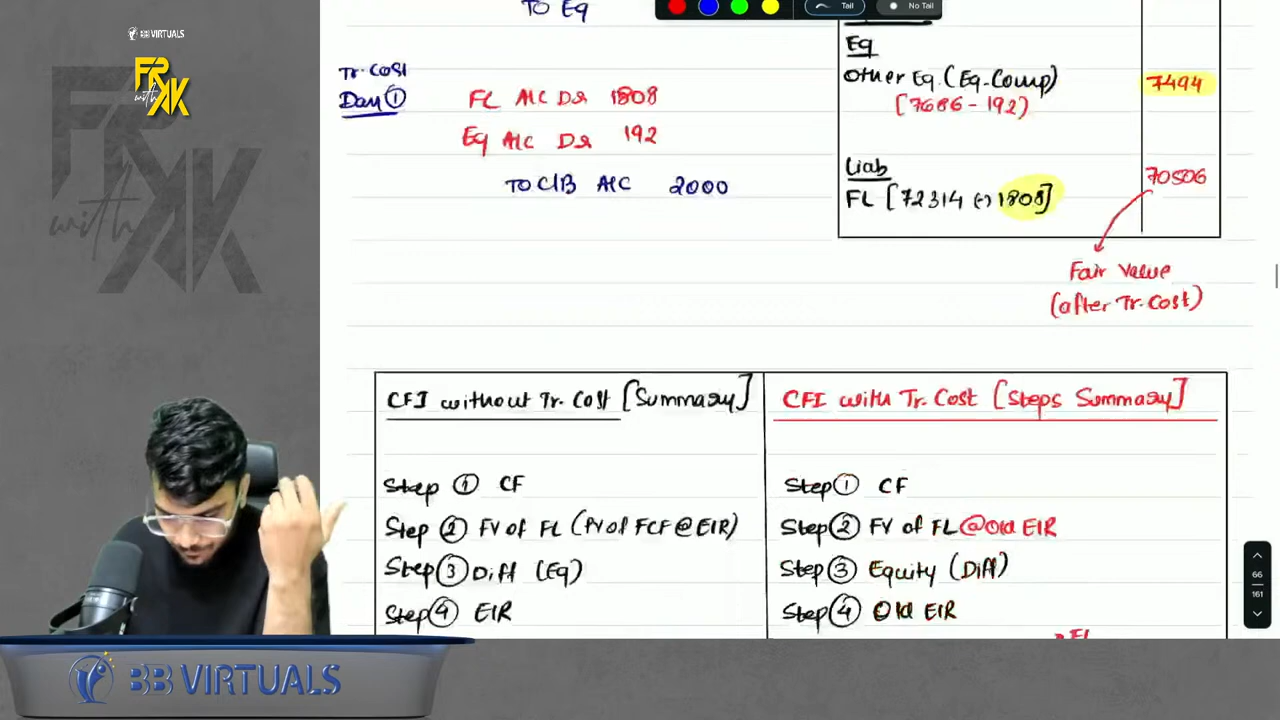 TO Eq
Tail
No Tail
BB VIRTUALS
FR
with
AK
Tr. Cost
Day ①
FL A/C Dr 1808
Eq A/C Dr 192
TO C/B A/C 2000
Eq
Other Eq. (Eq. Comp) 7494
[7686 - 192]
Liab
FL [72314 (-) 1808] 70506
Fair Value
(after Tr. Cost)
CFI without Tr. Cost [Summary]
Step ① CF
Step ② FV of FL (PV of FCF @ EIR)
Step ③ Diff (Eq)
Step ④ EIR
CFI with Tr. Cost [Steps Summary]
Step ① CF
Step ② FV of FL @Old EIR
Step ③ Equity (Diff)
Step ④ Old EIR
66
161
BB VIRTUALS